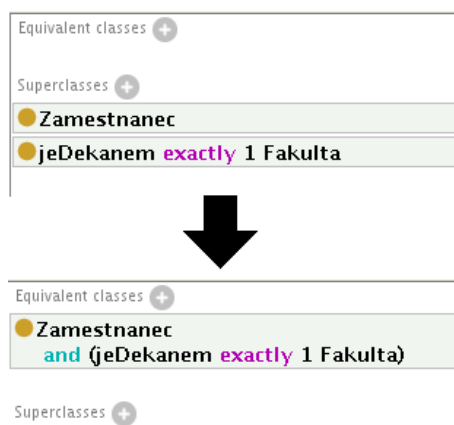 Equivalent classes
Superclasses
Zamestnanec
jeDekanem exactly 1 Fakulta
Equivalent classes
Zamestnanec
and (jeDekanem exactly 1 Fakulta)
Superclasses